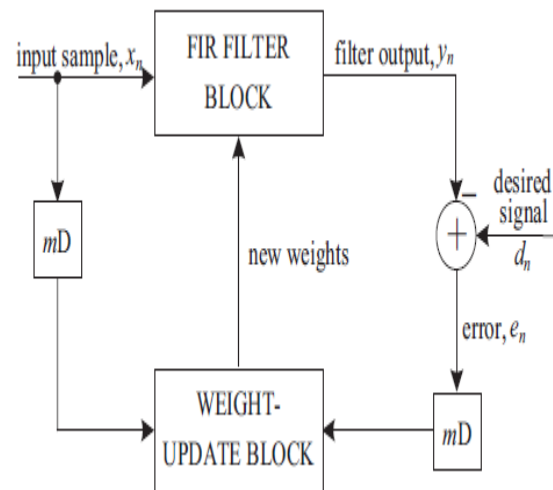 input sample, xₙ
FIR FILTER
BLOCK
filter output, yₙ
−
desired
signal
dₙ
+
mD
new weights
error, eₙ
WEIGHT-
UPDATE BLOCK
mD